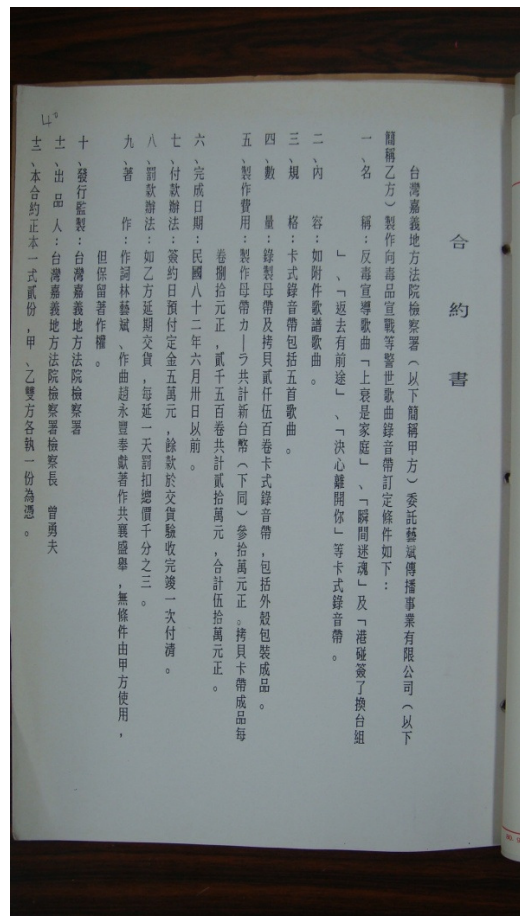 合約書
台灣嘉義地方法院檢察署(以下簡稱甲方)委託藝斌傳播事業有限公司(以下
簡稱乙方)製作向毒品宣戰等警世歌曲錄音帶訂定條件如下:
一、名　　稱:反毒宣導歌曲「上衰是家庭」、「瞬間迷魂」及「港碰簽了換台組
」、「返去有前途」、「決心離開你」等卡式錄音帶。
二、內　　容:如附件歌譜歌曲。
三、規　　格:卡式錄音帶包括五首歌曲。
四、數　　量:錄製母帶及拷貝貳仟伍百卷卡式錄音帶,包括外殼包裝成品。
五、製作費用:製作母帶カ—ラ共計新台幣(下同)參拾萬元正。拷貝卡帶成品每
卷捌拾元正,貳千五百卷共計貳拾萬元,合計伍拾萬元正。
六、完成日期:民國八十二年六月卅日以前。
七、付款辦法:簽約日預付定金五萬元,餘款於交貨驗收完竣一次付清。
八、罰款辦法:如乙方延期交貨,每延一天罰扣總價千分之三。
九、著　　作:作詞林藝斌、作曲趙永豐奉獻著作共襄盛舉,無條件由甲方使用,
但保留著作權。
十、發行監製:台灣嘉義地方法院檢察署
十一、出 品 人:台灣嘉義地方法院檢察署檢察長　曾勇夫
十二、本合約正本一式貳份,甲、乙雙方各執一份為憑。